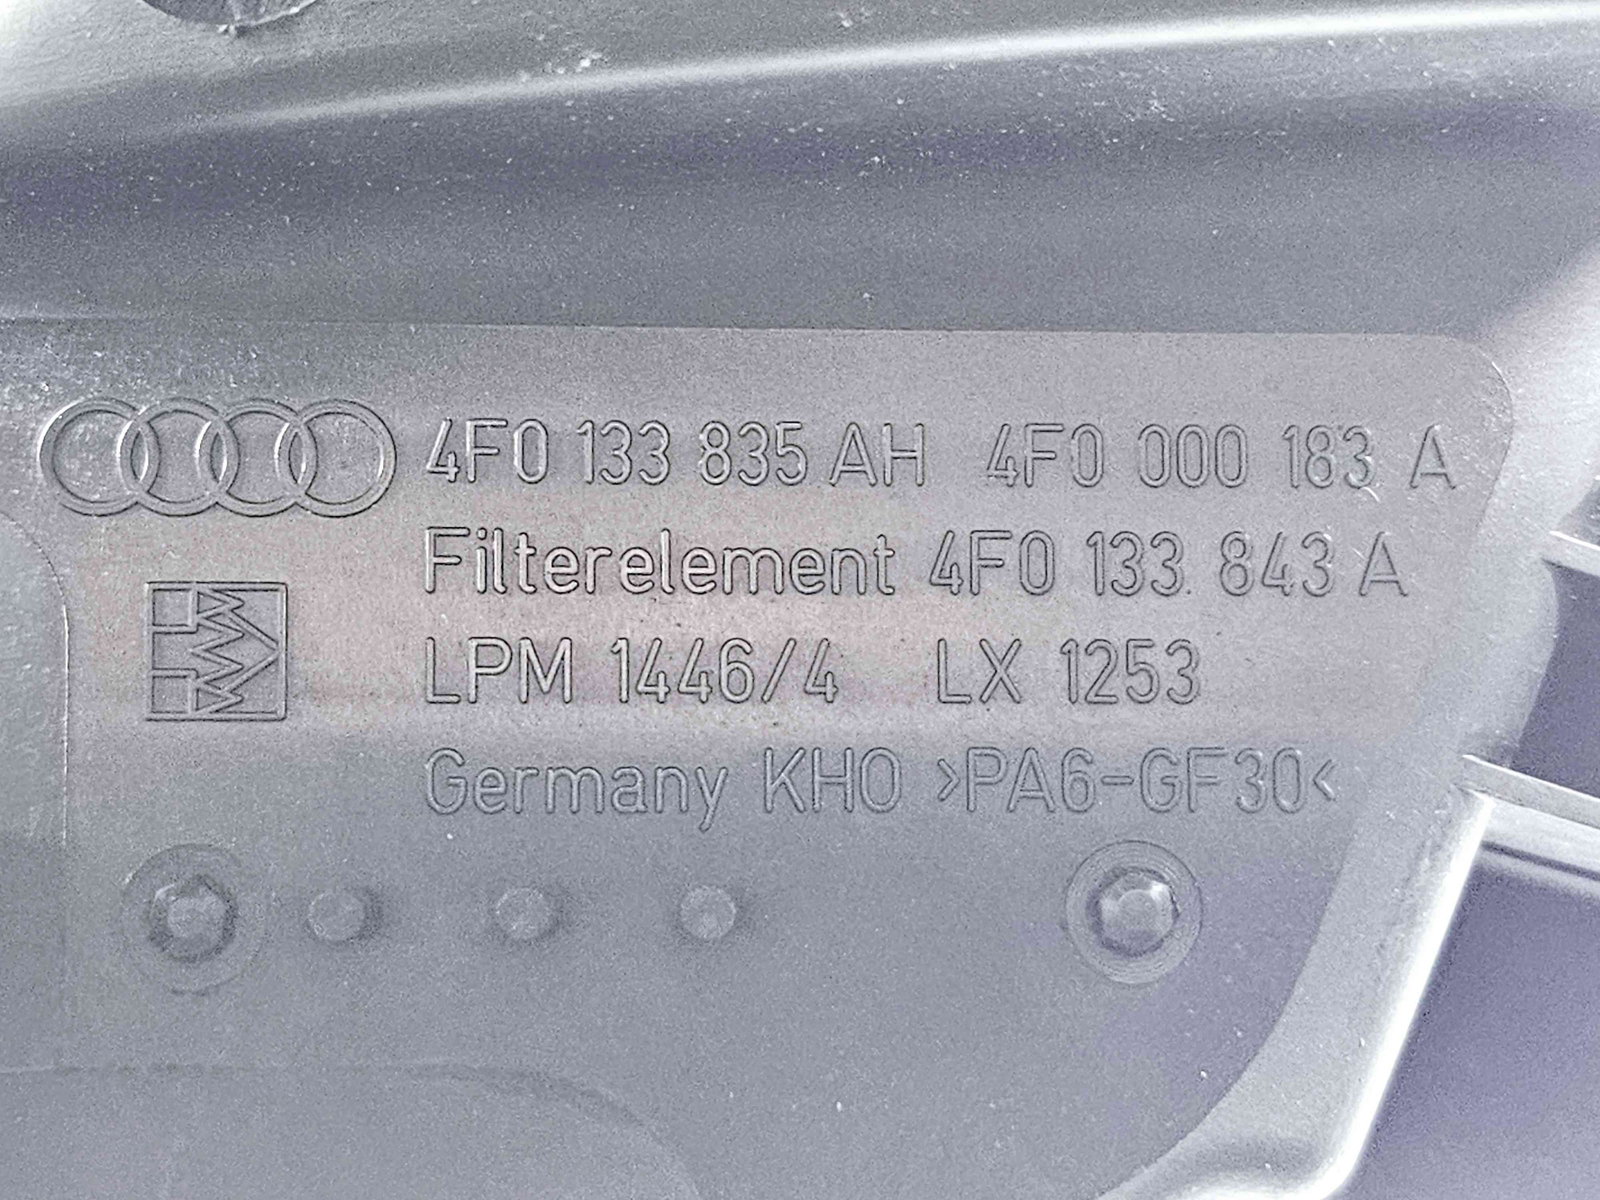 4F0 133 835 AH 4F0 000 183 A
Filterelement 4F0 133 843 A
LPM 1446/4 LX 1253
Germany KHO >PA6-GF30<